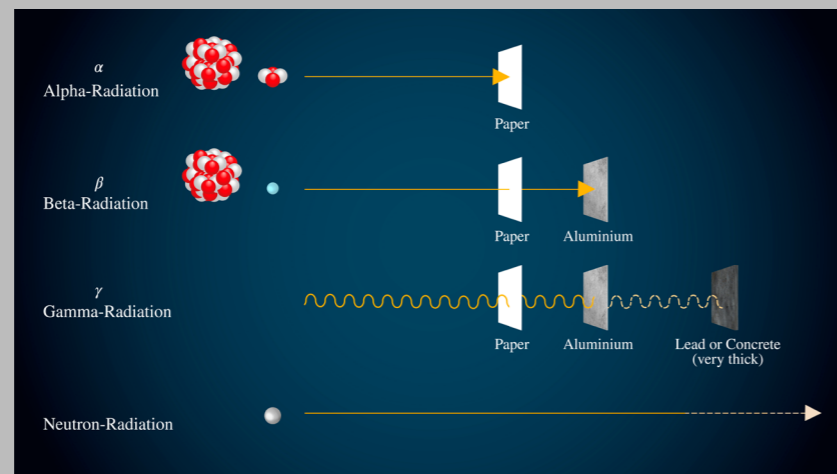 α
Alpha-Radiation
Paper
β
Beta-Radiation
Paper
Aluminium
γ
Gamma-Radiation
Paper
Aluminium
Lead or Concrete
(very thick)
Neutron-Radiation